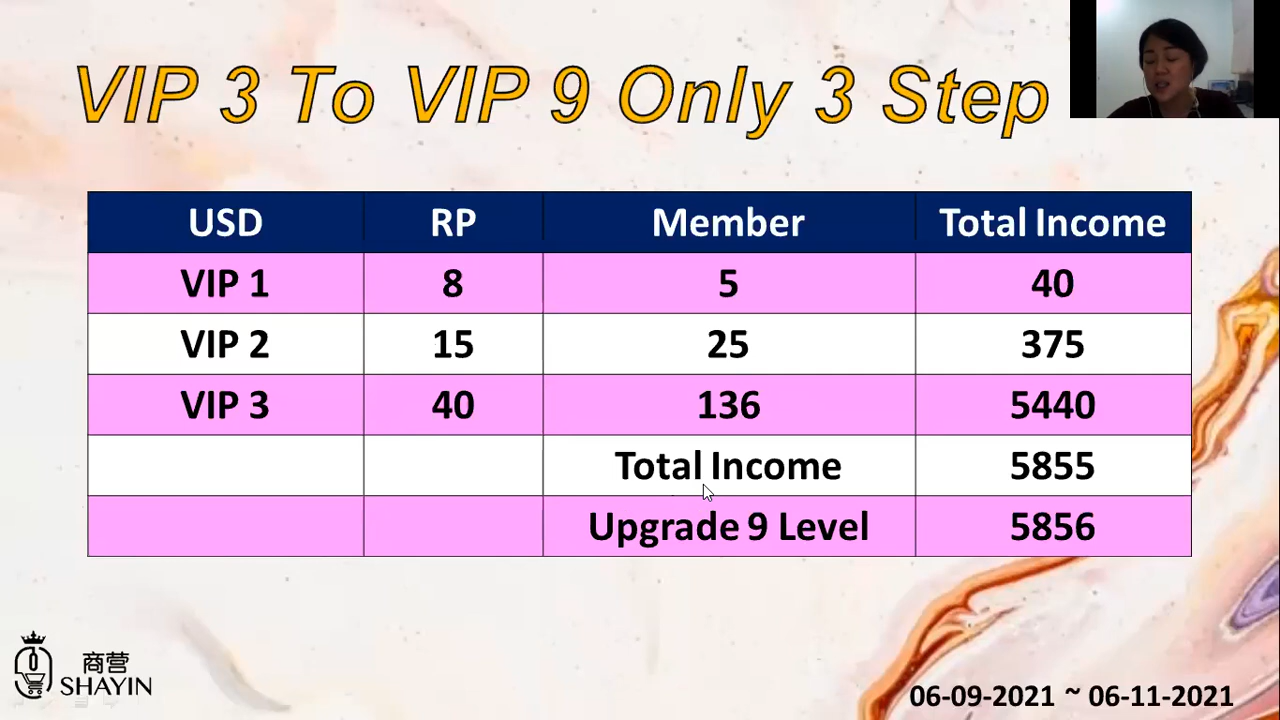 VIP 3 To VIP 9 Only 3 Step
USD RP Member Total Income
VIP 1 8 5 40
VIP 2 15 25 375
VIP 3 40 136 5440
Total Income 5855
Upgrade 9 Level 5856
商营
SHAYIN
06-09-2021 ~ 06-11-2021